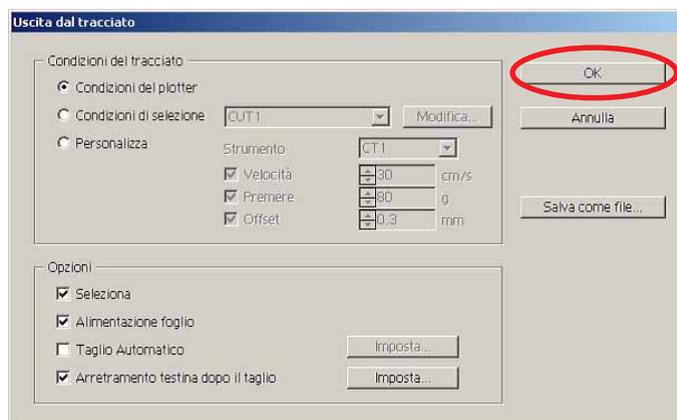 Uscita dal tracciato
Condizioni del tracciato
Condizioni del plotter
Condizioni di selezione CUT1 Modifica...
Personalizza
Strumento CT1
Velocità 30 cm/s
Premere 80 g
Offset 0,3 mm
OK
Annulla
Salva come file...
Opzioni
Seleziona
Alimentazione foglio
Taglio Automatico Imposta...
Arretramento testina dopo il taglio Imposta...